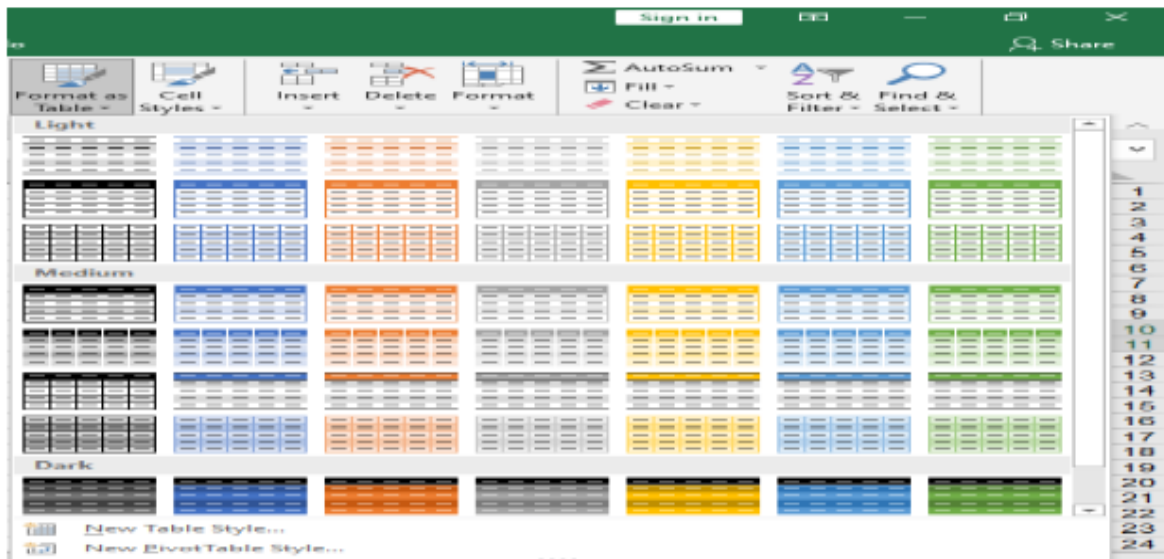 Sign in
Share
AutoSum
Fill
Clear
Format as Table
Cell Styles
Insert
Delete
Format
Sort & Filter
Find & Select
Light
Medium
Dark
New Table Style...
New PivotTable Style...
1
2
3
4
5
6
7
8
9
10
11
12
13
14
15
16
17
18
19
20
21
22
23
24